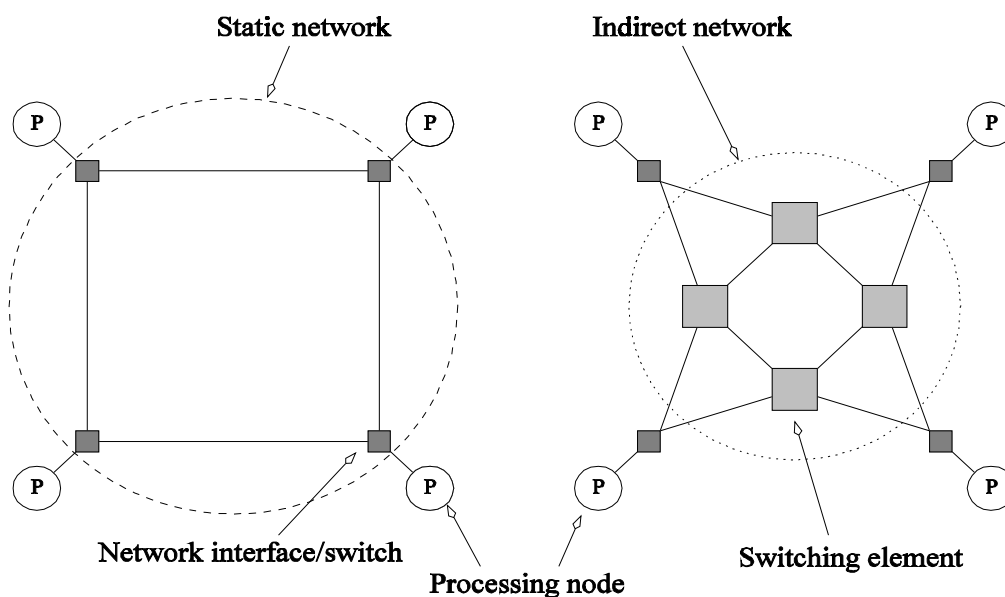 Static network
Indirect network
P
P
P
P
P
P
P
P
Network interface/switch
Switching element
Processing node